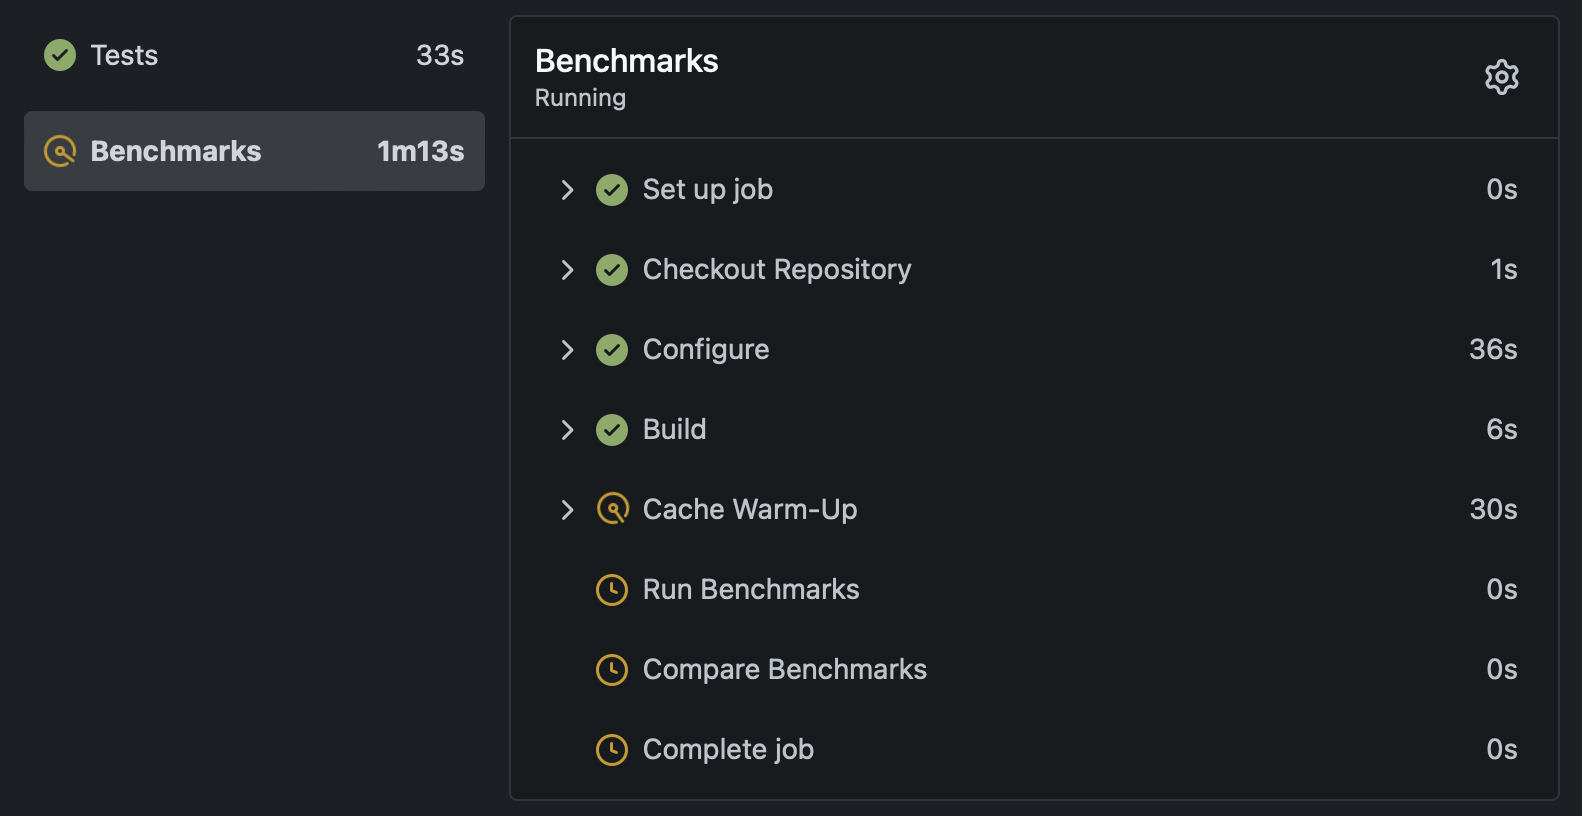 Tests 33s
Benchmarks 1m13s
Benchmarks
Running
Set up job 0s
Checkout Repository 1s
Configure 36s
Build 6s
Cache Warm-Up 30s
Run Benchmarks 0s
Compare Benchmarks 0s
Complete job 0s